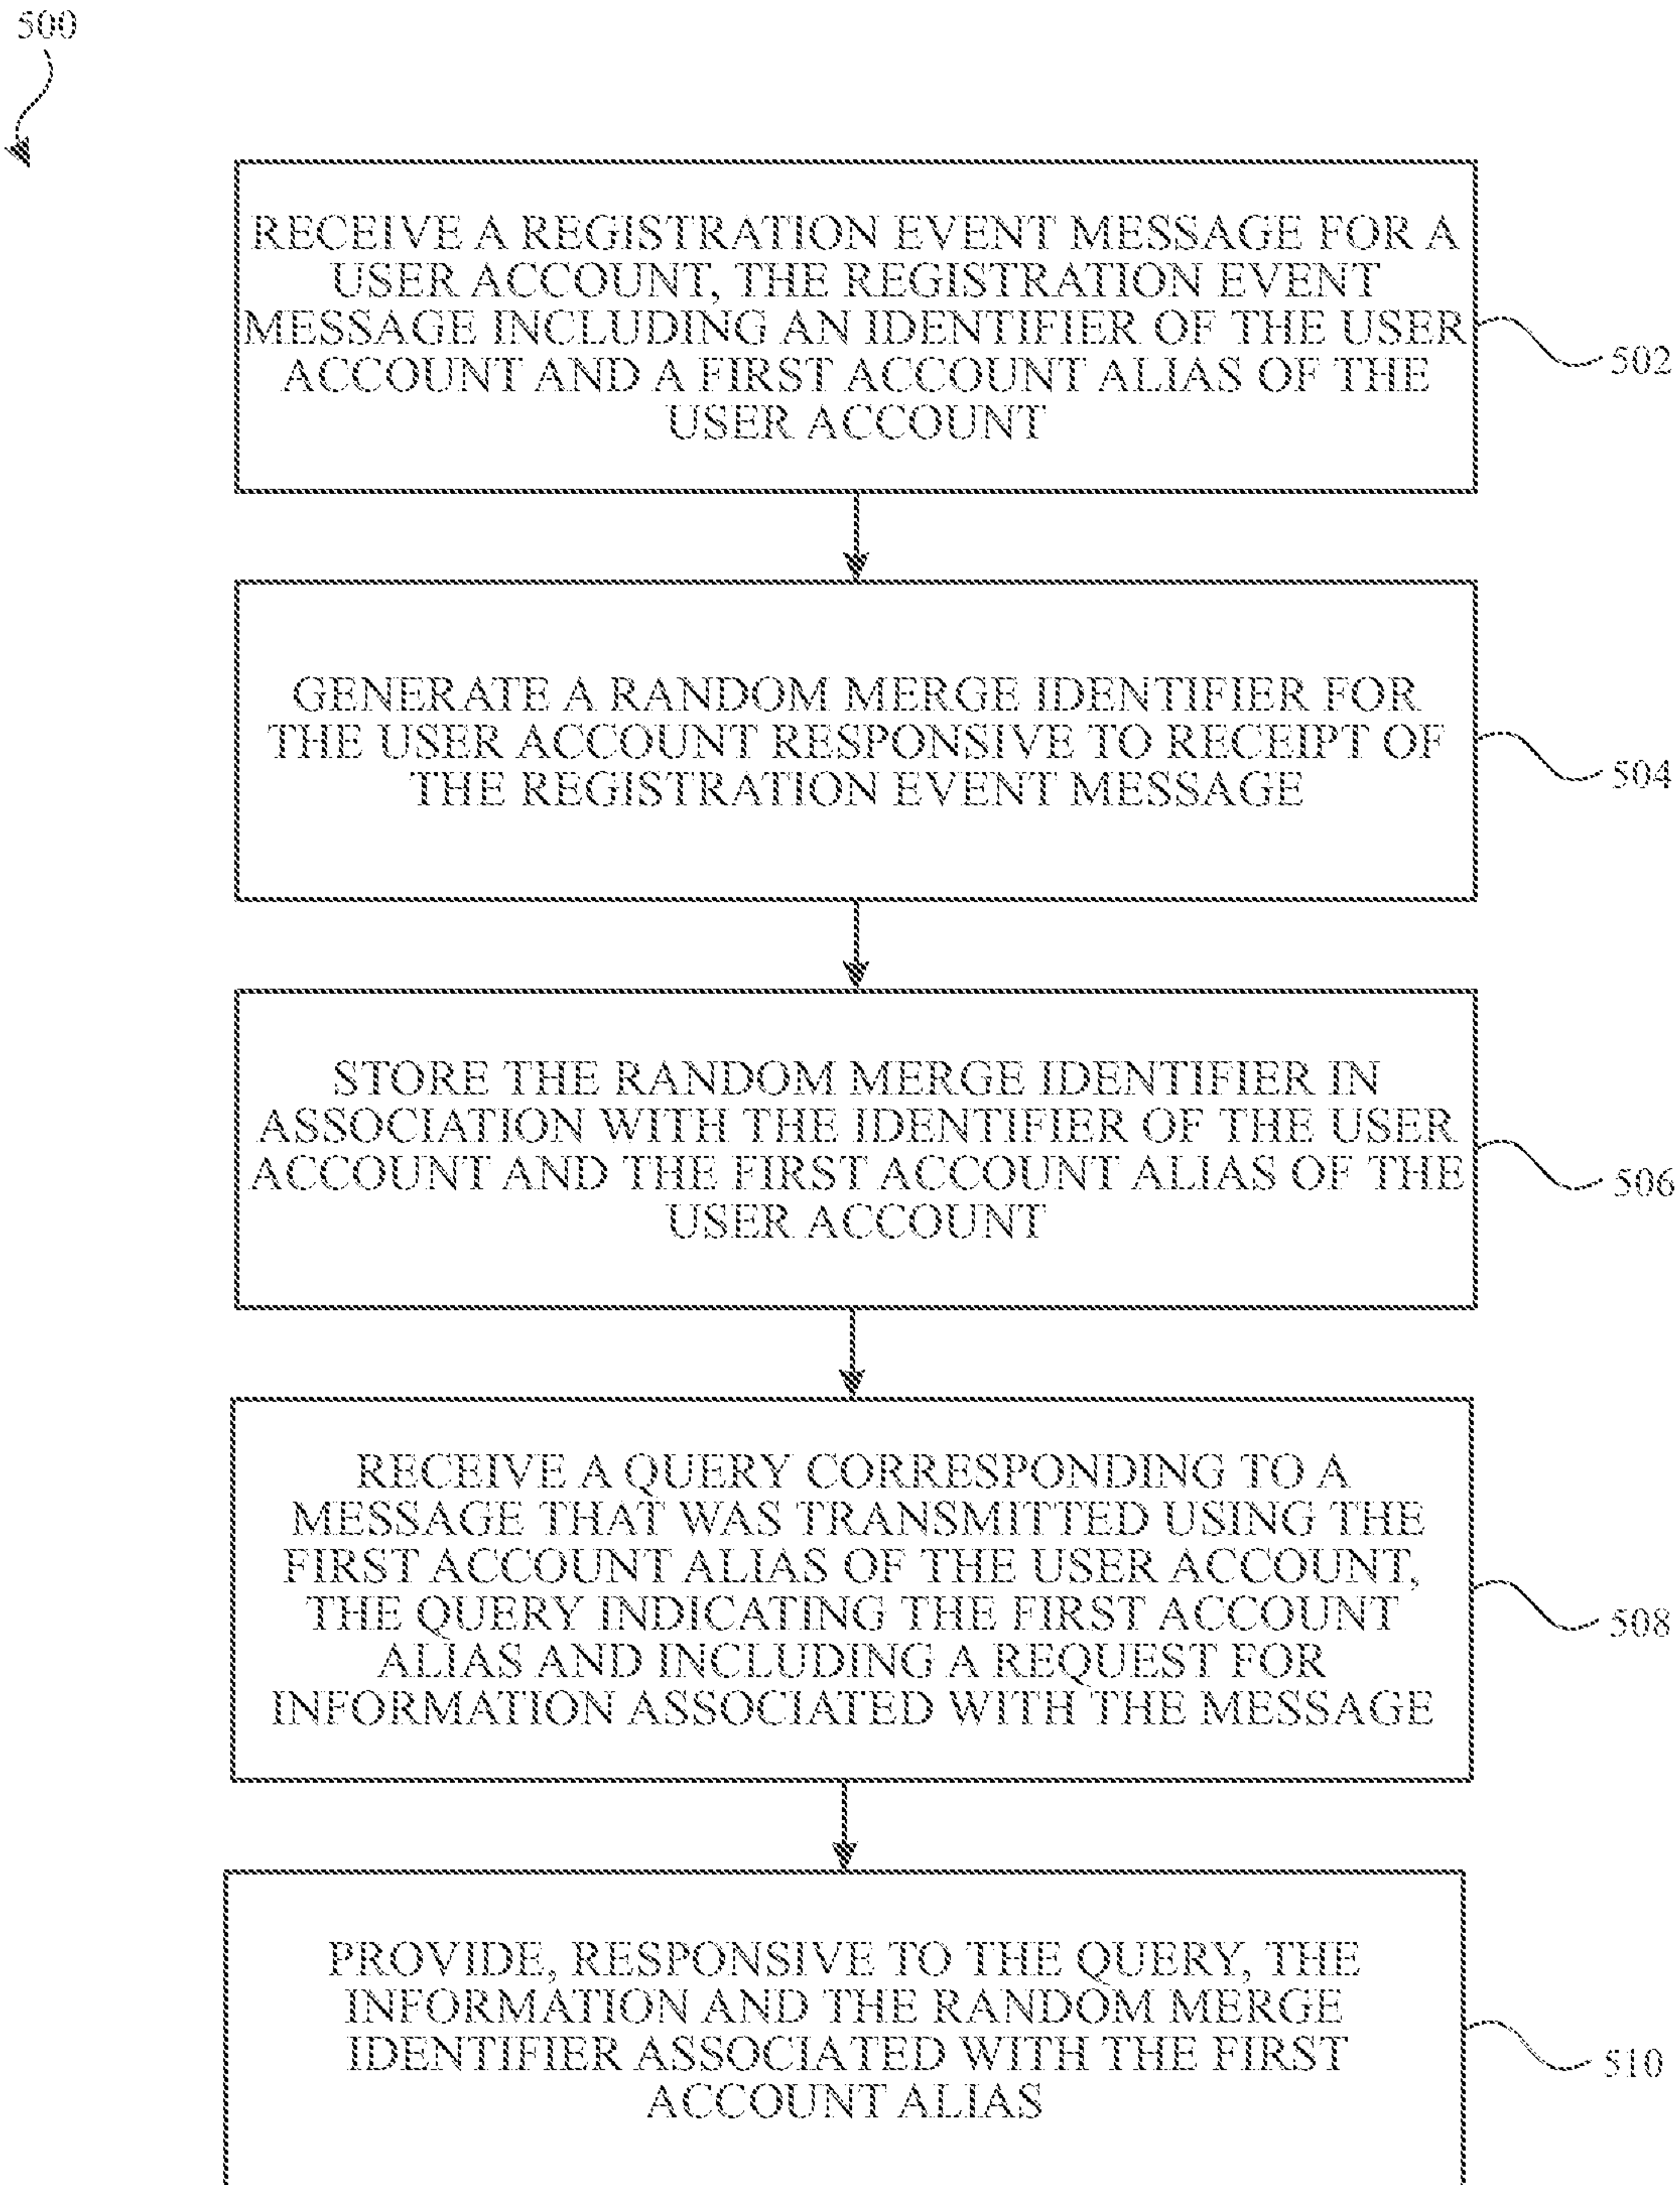 500
RECEIVE A REGISTRATION EVENT MESSAGE FOR A
USER ACCOUNT, THE REGISTRATION EVENT
MESSAGE INCLUDING AN IDENTIFIER OF THE USER
ACCOUNT AND A FIRST ACCOUNT ALIAS OF THE
USER ACCOUNT
502
GENERATE A RANDOM MERGE IDENTIFIER FOR
THE USER ACCOUNT RESPONSIVE TO RECEIPT OF
THE REGISTRATION EVENT MESSAGE
504
STORE THE RANDOM MERGE IDENTIFIER IN
ASSOCIATION WITH THE IDENTIFIER OF THE USER
ACCOUNT AND THE FIRST ACCOUNT ALIAS OF THE
USER ACCOUNT
506
RECEIVE A QUERY CORRESPONDING TO A
MESSAGE THAT WAS TRANSMITTED USING THE
FIRST ACCOUNT ALIAS OF THE USER ACCOUNT,
THE QUERY INDICATING THE FIRST ACCOUNT
ALIAS AND INCLUDING A REQUEST FOR
INFORMATION ASSOCIATED WITH THE MESSAGE
508
PROVIDE, RESPONSIVE TO THE QUERY, THE
INFORMATION AND THE RANDOM MERGE
IDENTIFIER ASSOCIATED WITH THE FIRST
ACCOUNT ALIAS
510